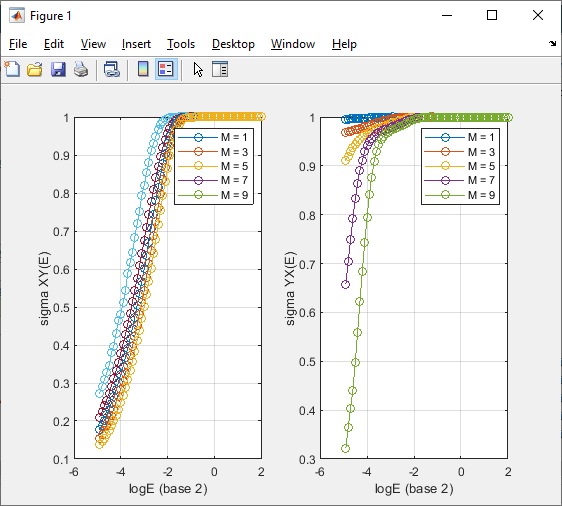 Figure 1
File Edit View Insert Tools Desktop Window Help
sigma XY(E)
1
0.9
0.8
0.7
0.6
0.5
0.4
0.3
0.2
0.1
-6 -4 -2 0 2
logE (base 2)
M = 1
M = 3
M = 5
M = 7
M = 9
sigma YX(E)
1
0.9
0.8
0.7
0.6
0.5
0.4
0.3
-6 -4 -2 0 2
logE (base 2)
M = 1
M = 3
M = 5
M = 7
M = 9